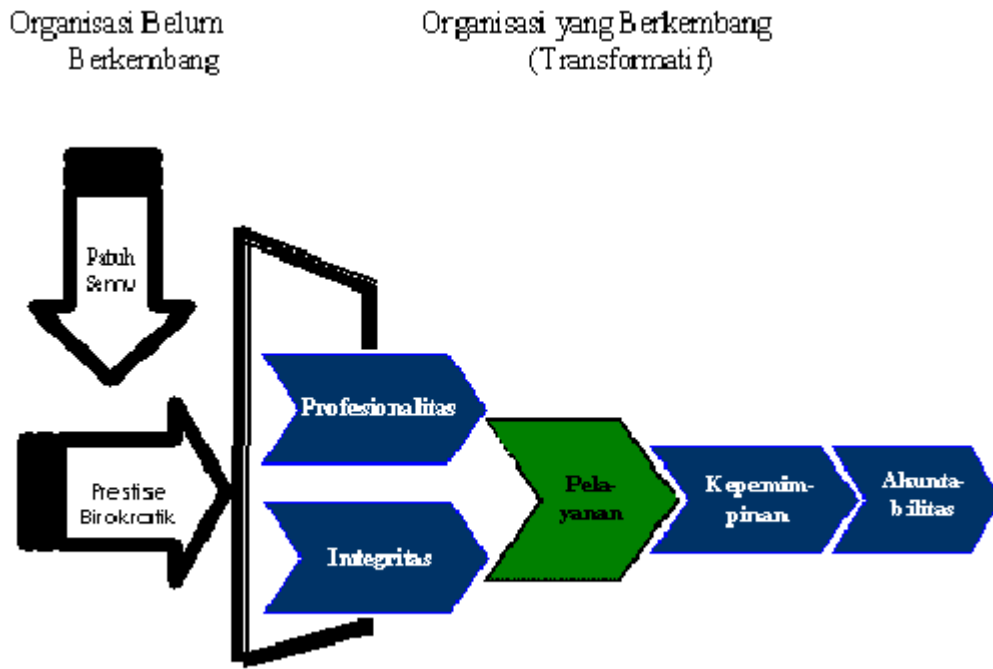 Organisasi Belum
Berkembang
Organisasi yang Berkembang
(Transformatif)
Patuh
Semu
Prestise
Birokratik
Profesionalitas
Integritas
Pela-
yanan
Kepemim-
pinan
Akunta-
bilitas